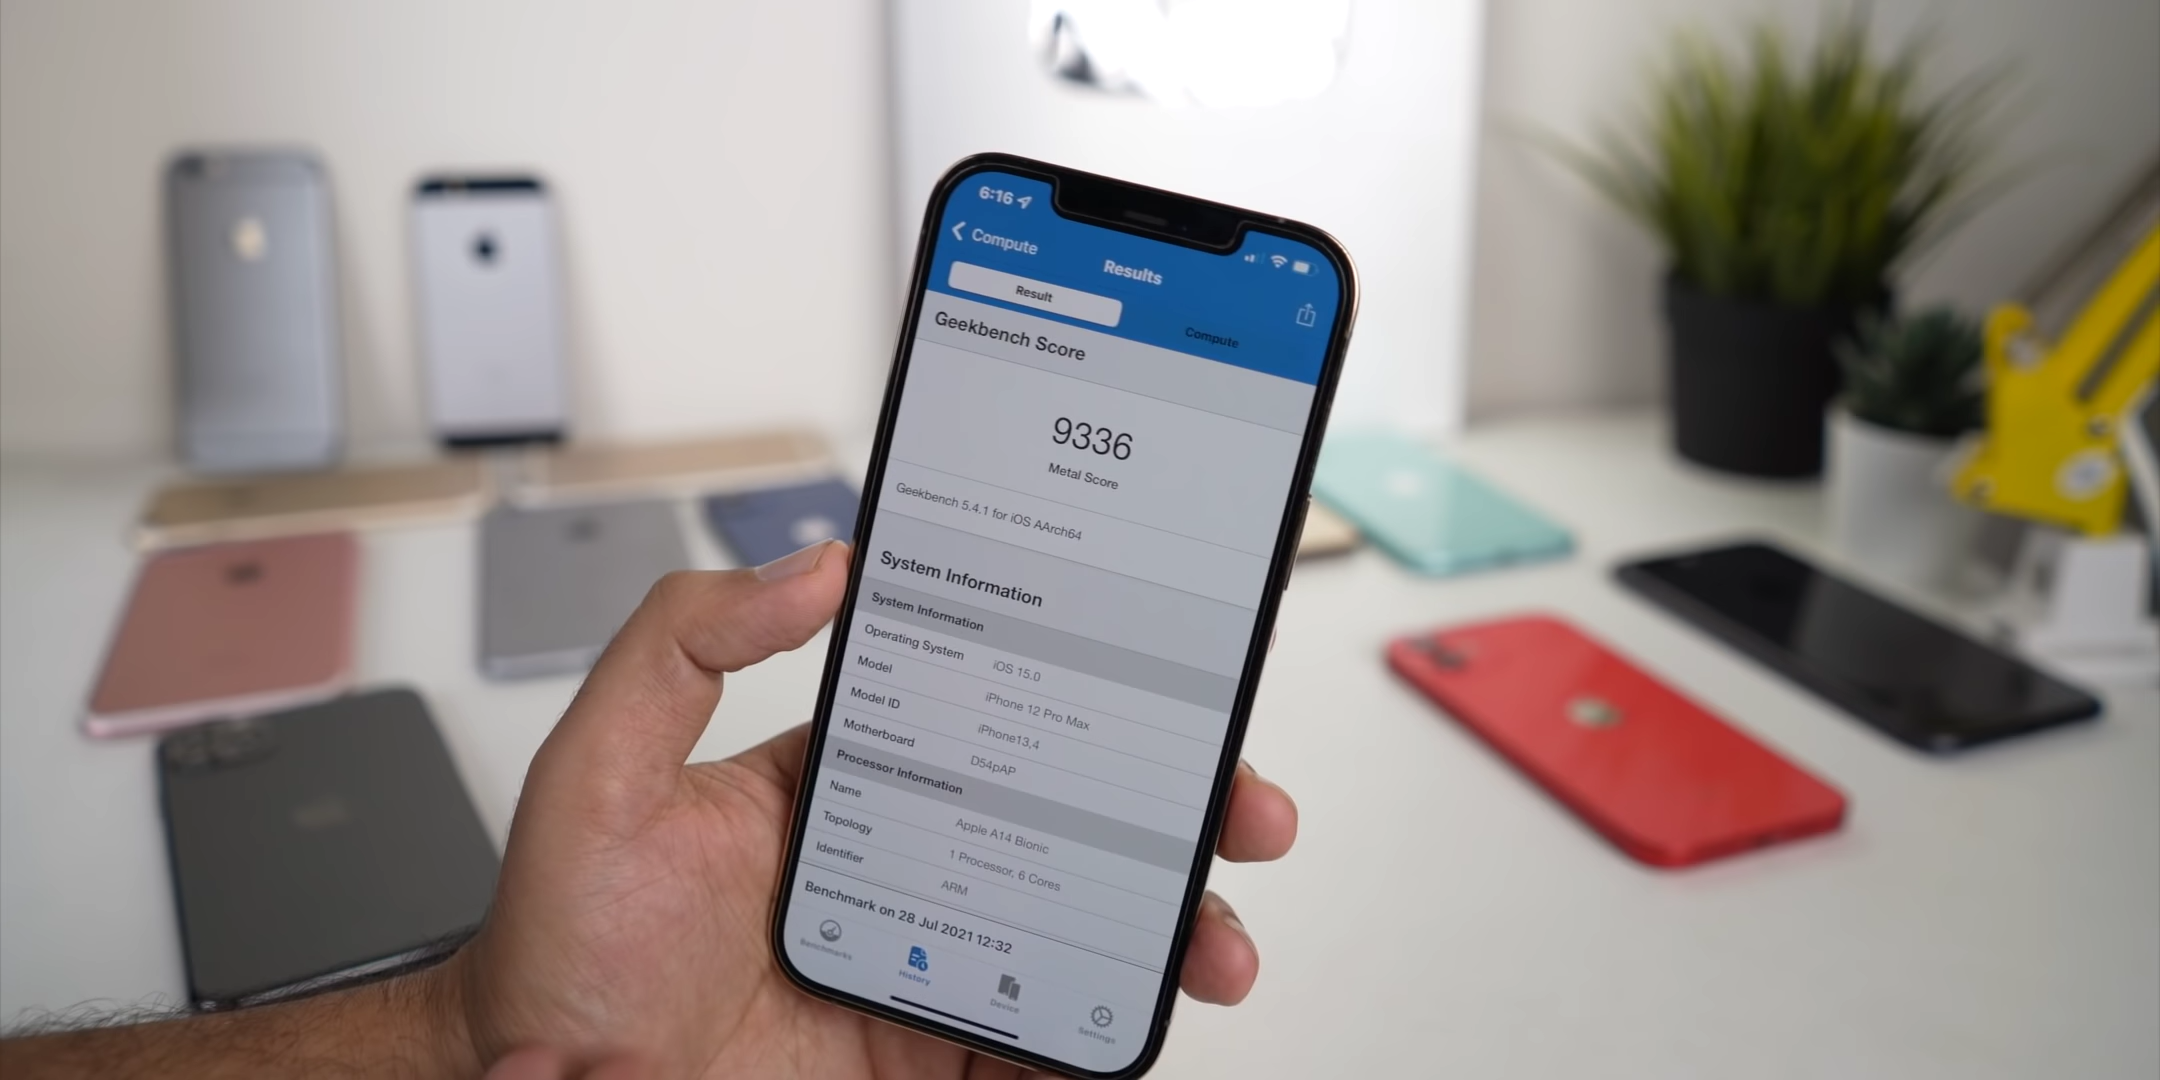 6:16
Compute
Results
Result
Compute
Geekbench Score
9336
Metal Score
Geekbench 5.4.1 for iOS AArch64
System Information
System Information
Operating System iOS 15.0
Model iPhone 12 Pro Max
Model ID iPhone13,4
Motherboard D54pAP
Processor Information
Name Apple A14 Bionic
Topology 1 Processor, 6 Cores
Identifier ARM
Benchmark on 28 Jul 2021 12:32
Benchmarks
History
Device
Settings